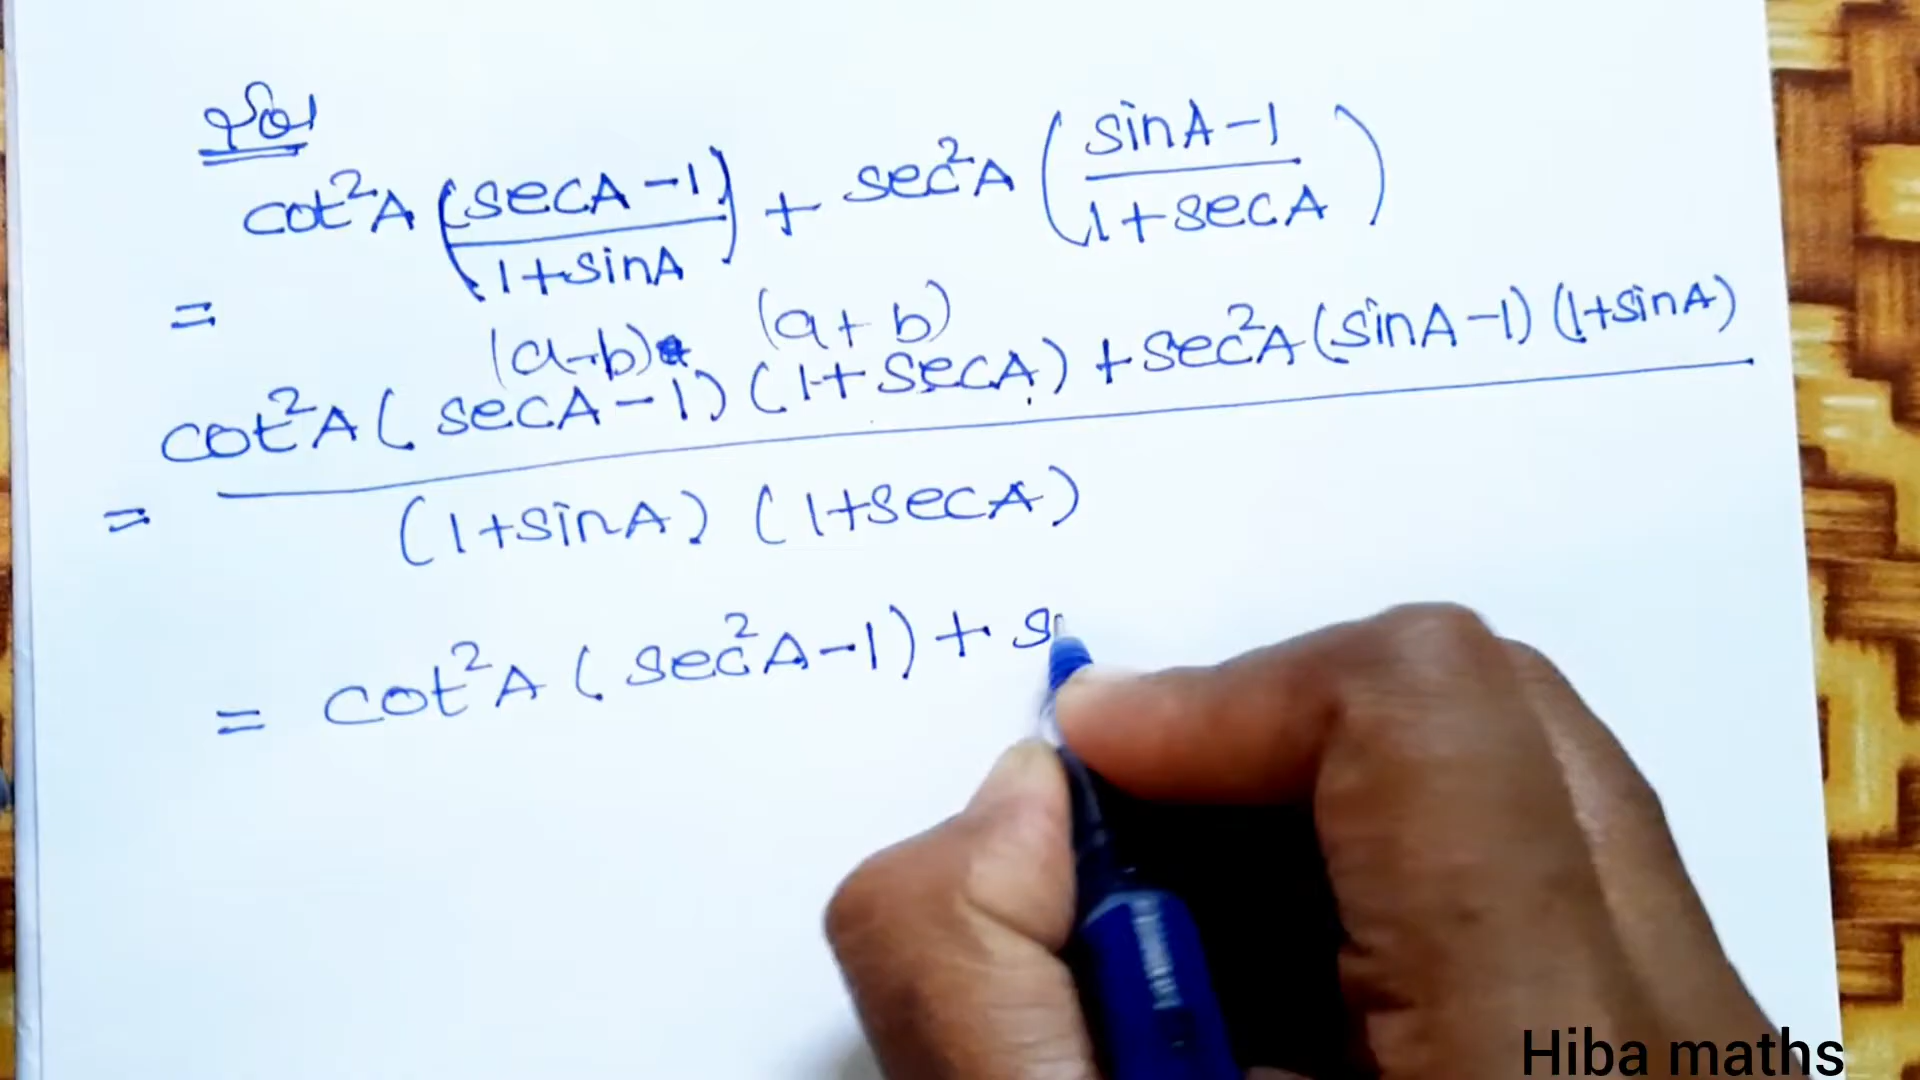 cot²A (secA-1 / 1+sinA) + sec²A (sinA-1 / 1+secA)
=
(a-b) (a+b)
= cot²A (secA-1) (1+secA) + sec²A (sinA-1) (1+sinA)
(1+sinA) (1+secA)
= cot²A (sec²A-1) + s
Hiba maths